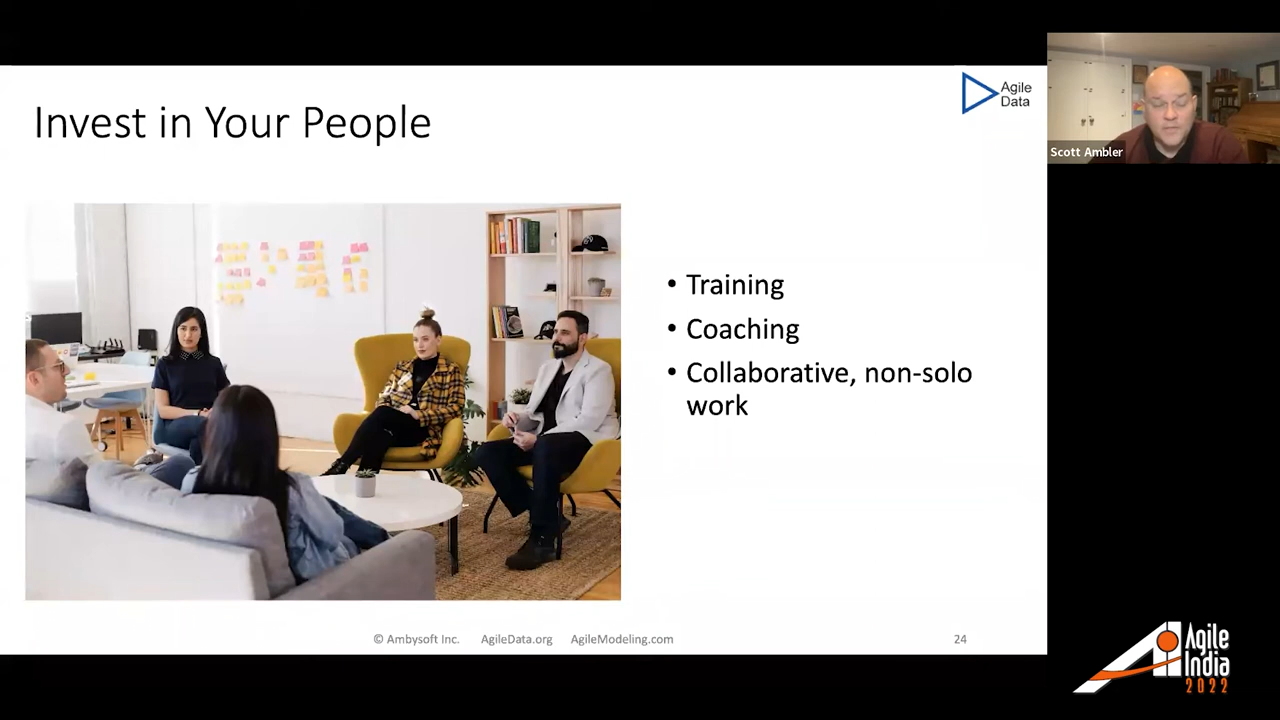 Invest in Your People
Agile
Data
Scott Ambler
• Training
• Coaching
• Collaborative, non-solo
work
© Ambysoft Inc. AgileData.org AgileModeling.com 24
Agile
India
2022